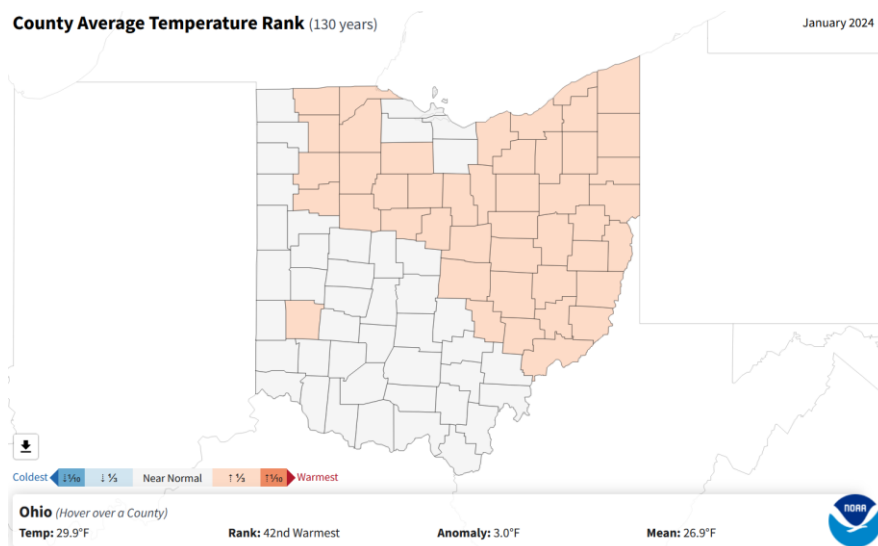 County Average Temperature Rank (130 years)
January 2024
Coldest ↓⅒ ↓ ⅓ Near Normal ↑ ⅓ ↑⅒ Warmest
Ohio (Hover over a County)
Temp: 29.9°F Rank: 42nd Warmest Anomaly: 3.0°F Mean: 26.9°F
NOAA